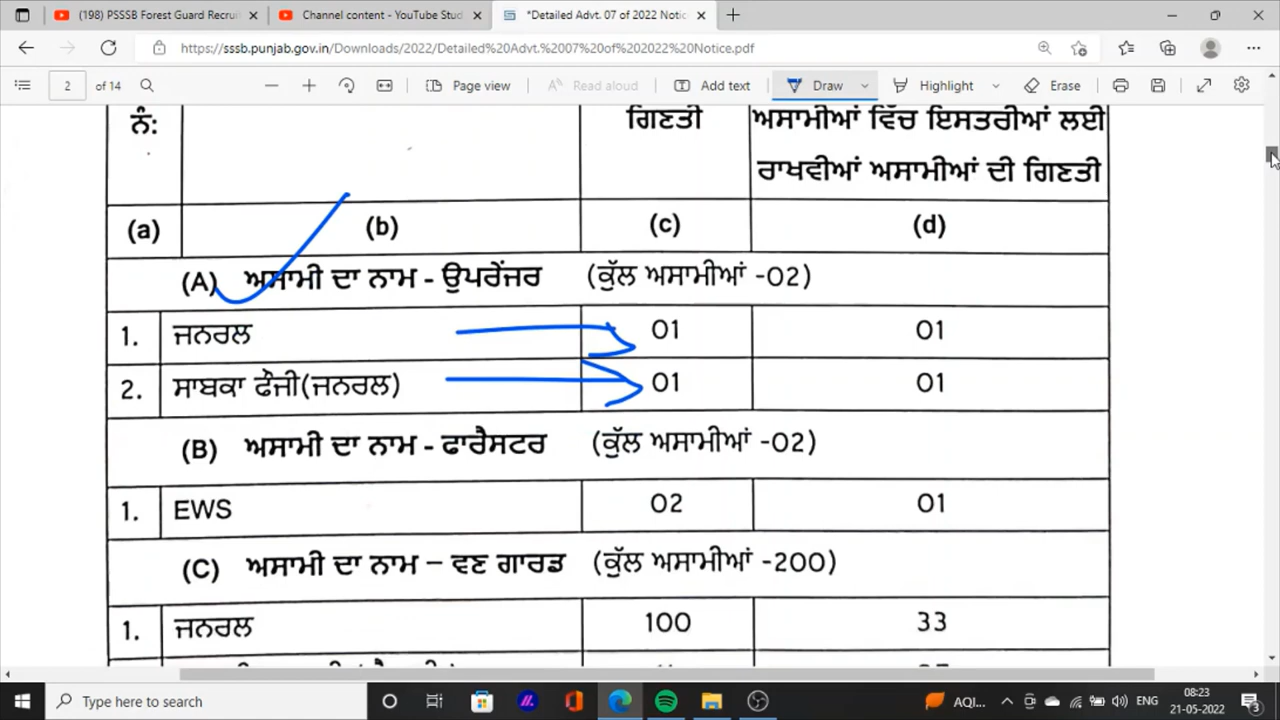 (198) PSSSB Forest Guard Recrui
Channel content - YouTube Stud
*Detailed Advt. 07 of 2022 Notice
https://sssb.punjab.gov.in/Downloads/2022/Detailed%20Advt.%2007%20of%202022%20Notice.pdf
2 of 14
Page view
Read aloud
Add text
Draw
Highlight
Erase
ਨੰ:
ਗਿਣਤੀ
ਅਸਾਮੀਆਂ ਵਿੱਚ ਇਸਤਰੀਆਂ ਲਈ
ਰਾਖਵੀਆਂ ਅਸਾਮੀਆਂ ਦੀ ਗਿਣਤੀ
(a) (b) (c) (d)
(A) ਅਸਾਮੀ ਦਾ ਨਾਮ - ਉਪਰੇਂਜਰ (ਕੁੱਲ ਅਸਾਮੀਆਂ -02)
1. ਜਨਰਲ 01 01
2. ਸਾਬਕਾ ਫੌਜੀ(ਜਨਰਲ) 01 01
(B) ਅਸਾਮੀ ਦਾ ਨਾਮ - ਫਾਰੈਸਟਰ (ਕੁੱਲ ਅਸਾਮੀਆਂ -02)
1. EWS 02 01
(C) ਅਸਾਮੀ ਦਾ ਨਾਮ – ਵਣ ਗਾਰਡ (ਕੁੱਲ ਅਸਾਮੀਆਂ -200)
1. ਜਨਰਲ 100 33
Type here to search
AQI...
ENG
08:23
21-05-2022
3